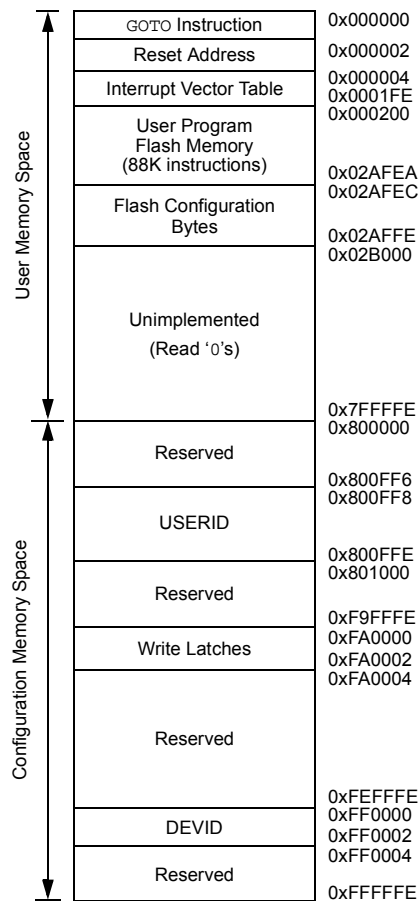 GOTO Instruction
0x000000
Reset Address
0x000002
Interrupt Vector Table
0x000004
0x0001FE
User Program
Flash Memory
(88K instructions)
0x000200
0x02AFEA
Flash Configuration
Bytes
0x02AFEC
0x02AFFE
Unimplemented
(Read ‘0’s)
0x02B000
0x7FFFFE
User Memory Space
Reserved
0x800000
0x800FF6
USERID
0x800FF8
0x800FFE
Reserved
0x801000
0xF9FFFE
Write Latches
0xFA0000
0xFA0002
Reserved
0xFA0004
0xFEFFFE
DEVID
0xFF0000
0xFF0002
Reserved
0xFF0004
0xFFFFFE
Configuration Memory Space